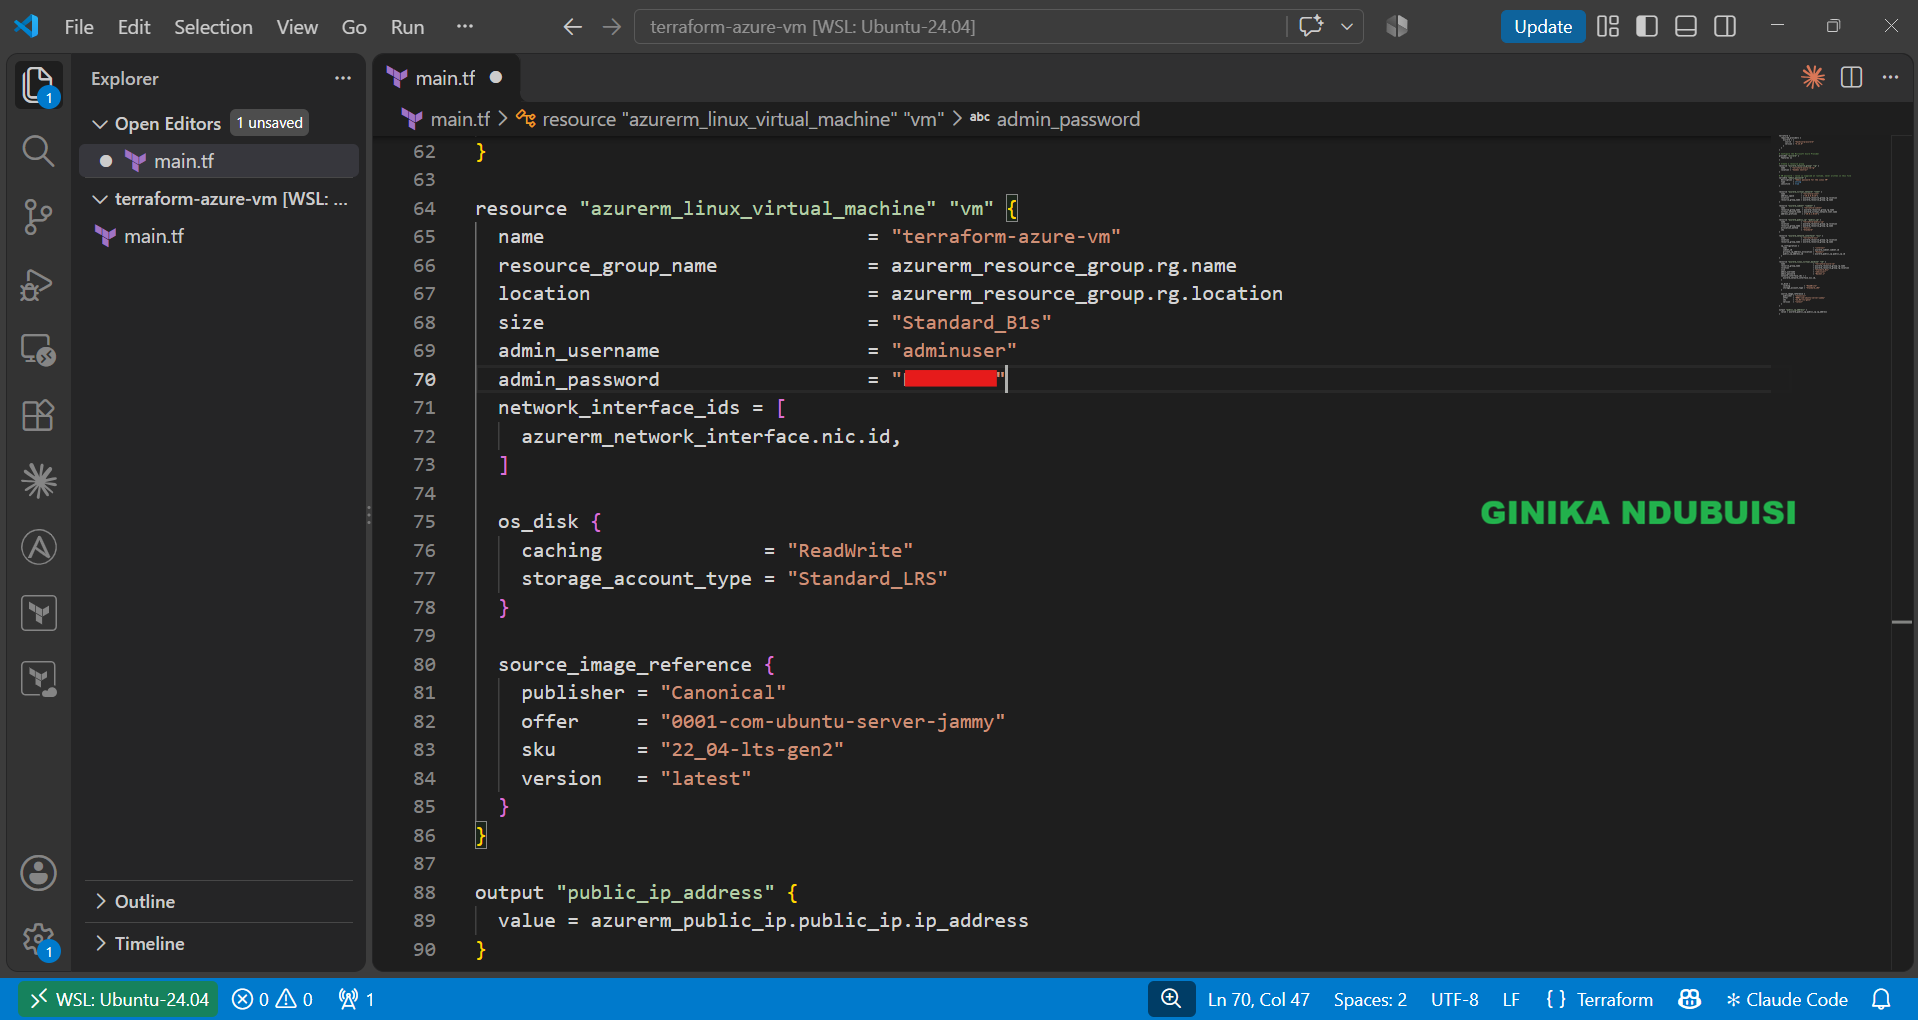 File Edit Selection View Go Run ···
terraform-azure-vm [WSL: Ubuntu-24.04]
Update
Explorer
Open Editors 1 unsaved
main.tf
terraform-azure-vm [WSL: ...
main.tf
Outline
Timeline
1
1
main.tf
main.tf > resource "azurerm_linux_virtual_machine" "vm" > abc admin_password
62 }
63
64 resource "azurerm_linux_virtual_machine" "vm" {
65 name = "terraform-azure-vm"
66 resource_group_name = azurerm_resource_group.rg.name
67 location = azurerm_resource_group.rg.location
68 size = "Standard_B1s"
69 admin_username = "adminuser"
70 admin_password = ""
71 network_interface_ids = [
72 azurerm_network_interface.nic.id,
73 ]
74
75 os_disk {
76 caching = "ReadWrite"
77 storage_account_type = "Standard_LRS"
78 }
79
80 source_image_reference {
81 publisher = "Canonical"
82 offer = "0001-com-ubuntu-server-jammy"
83 sku = "22_04-lts-gen2"
84 version = "latest"
85 }
86 }
87
88 output "public_ip_address" {
89 value = azurerm_public_ip.public_ip.ip_address
90 }
GINIKA NDUBUISI
WSL: Ubuntu-24.04 0 0 1
Ln 70, Col 47 Spaces: 2 UTF-8 LF { } Terraform Claude Code